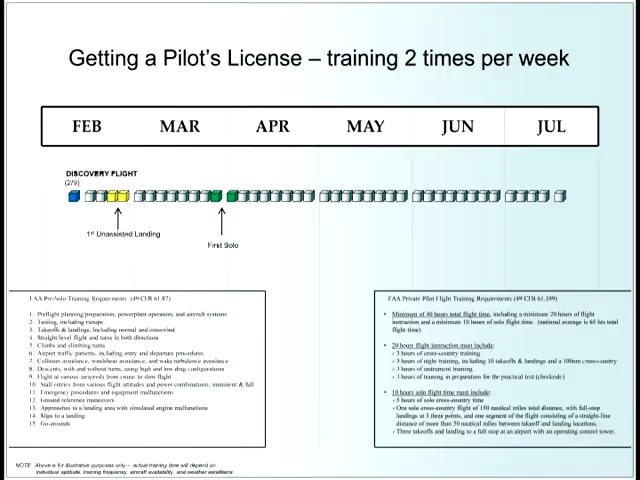 Getting a Pilot's License – training 2 times per week
FEB MAR APR MAY JUN JUL
DISCOVERY FLIGHT
(2/9)
1st Unassisted Landing
First Solo
FAA Pre-Solo Training Requirements (49 CFR 61.87)
1. Preflight planning/preparation, powerplant operation, and aircraft systems
2. Taxiing, including runups
3. Takeoffs & landings, including normal and crosswind
4. Straight/level flight and turns in both directions
5. Climbs and climbing turns
6. Airport traffic patterns, including entry and departure procedures
7. Collision avoidance, windshear avoidance, and wake turbulence avoidance
8. Descents, with and without turns, using high and low drag configurations
9. Flight at various airspeeds from cruise to slow flight
10. Stall entries from various flight attitudes and power combinations; imminent & full
11. Emergency procedures and equipment malfunctions
12. Ground reference maneuvers
13. Approaches to a landing area with simulated engine malfunctions
14. Slips to a landing
15. Go-arounds
FAA Private Pilot Flight Training Requirements (49 CFR 61.109)
• Minimum of 40 hours total flight time, including a minimum 20 hours of flight
instruction and a minimum 10 hours of solo flight time. (national average is 68 hrs total
flight time)
• 20 hours flight instruction must include:
✓3 hours of cross-country training
✓3 hours of night training, including 10 takeoffs & landings and a 100nm cross-country
✓3 hours of instrument training
✓3 hours of training in preparation for the practical test (checkride)
• 10 hours solo flight time must include:
✓5 hours of solo cross-country time
✓One solo cross-country flight of 150 nautical miles total distance, with full-stop
landings at 3 three points, and one segment of the flight consisting of a straight-line
distance of more than 50 nautical miles between takeoff and landing locations.
✓Three takeoffs and landing to a full stop at an airport with an operating control tower.
NOTE Above is for illustrative purposes only – actual training time will depend on
individual aptitude, training frequency, aircraft availability, and weather conditions